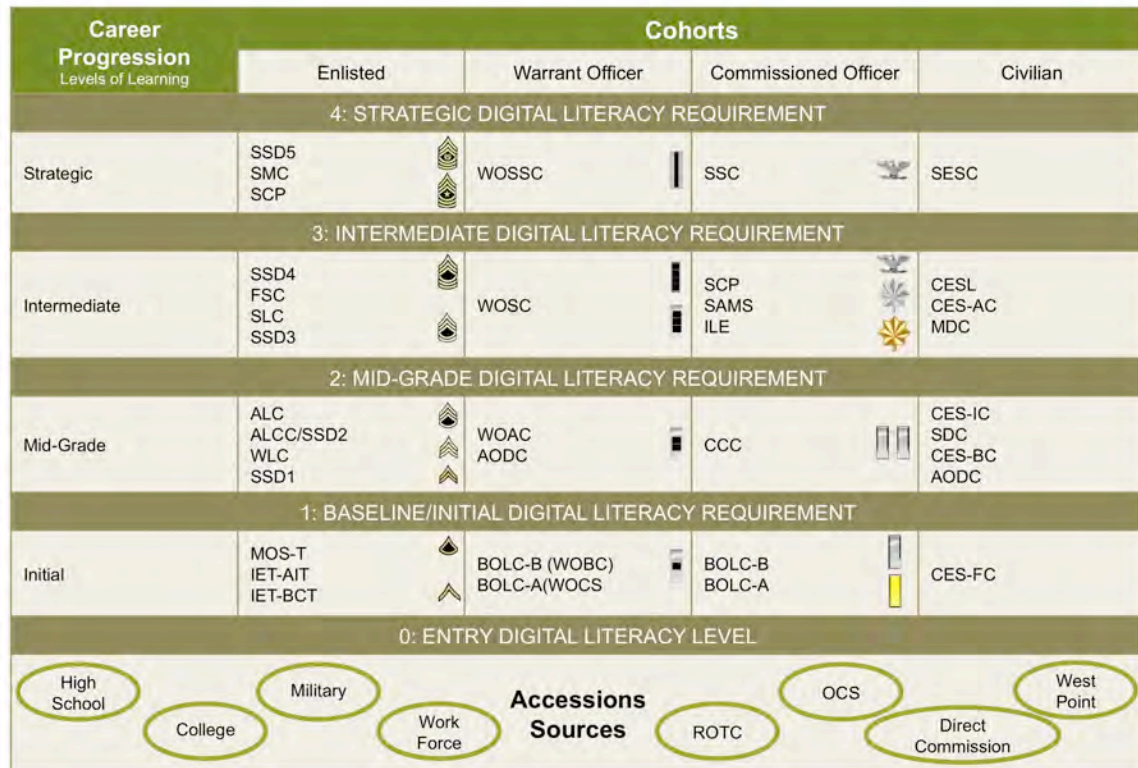 Career
Progression
Levels of Learning
Cohorts
Enlisted
Warrant Officer
Commissioned Officer
Civilian
4: STRATEGIC DIGITAL LITERACY REQUIREMENT
Strategic
SSD5
SMC
SCP
WOSSC
SSC
SESC
3: INTERMEDIATE DIGITAL LITERACY REQUIREMENT
Intermediate
SSD4
FSC
SLC
SSD3
WOSC
SCP
SAMS
ILE
CESL
CES-AC
MDC
2: MID-GRADE DIGITAL LITERACY REQUIREMENT
Mid-Grade
ALC
ALCC/SSD2
WLC
SSD1
WOAC
AODC
CCC
CES-IC
SDC
CES-BC
AODC
1: BASELINE/INITIAL DIGITAL LITERACY REQUIREMENT
Initial
MOS-T
IET-AIT
IET-BCT
BOLC-B (WOBC)
BOLC-A(WOCS
BOLC-B
BOLC-A
CES-FC
0: ENTRY DIGITAL LITERACY LEVEL
High
School
College
Military
Work
Force
Accessions
Sources
ROTC
OCS
Direct
Commission
West
Point